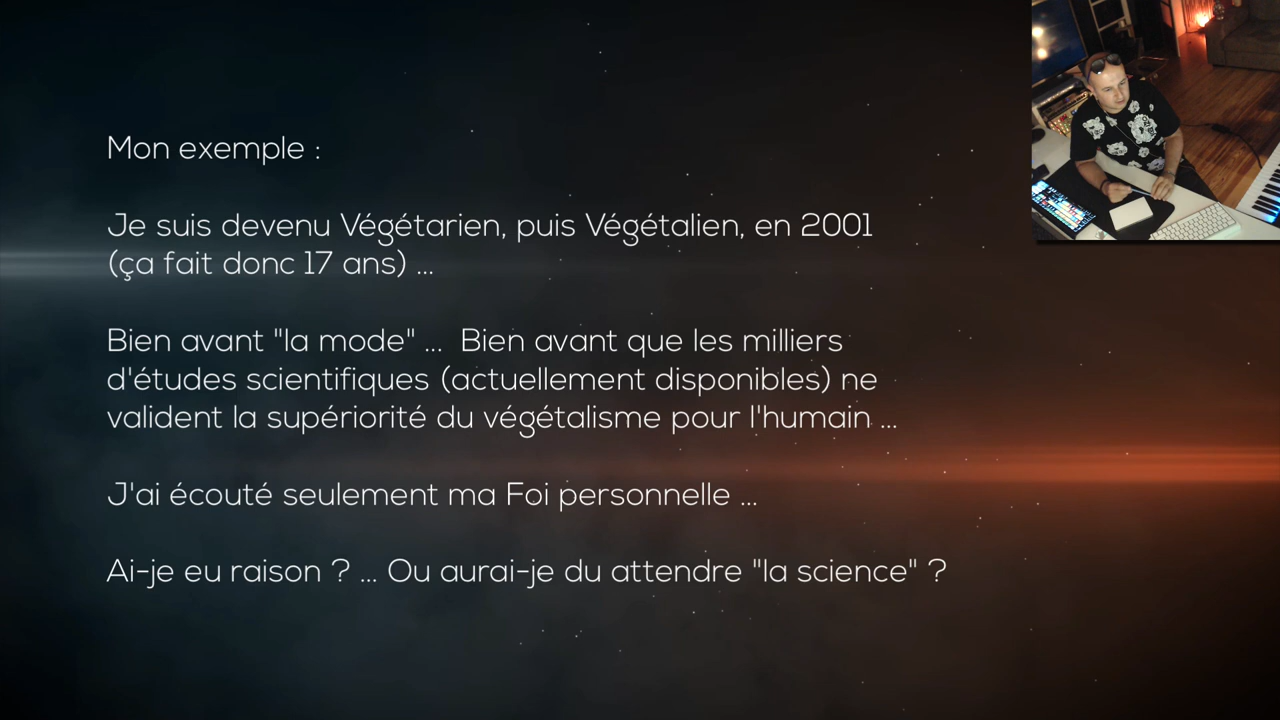 Mon exemple :
Je suis devenu Végétarien, puis Végétalien, en 2001
(ça fait donc 17 ans) ...
Bien avant "la mode" ... Bien avant que les milliers
d'études scientifiques (actuellement disponibles) ne
valident la supériorité du végétalisme pour l'humain ...
J'ai écouté seulement ma Foi personnelle ...
Ai-je eu raison ? ... Ou aurai-je du attendre "la science" ?